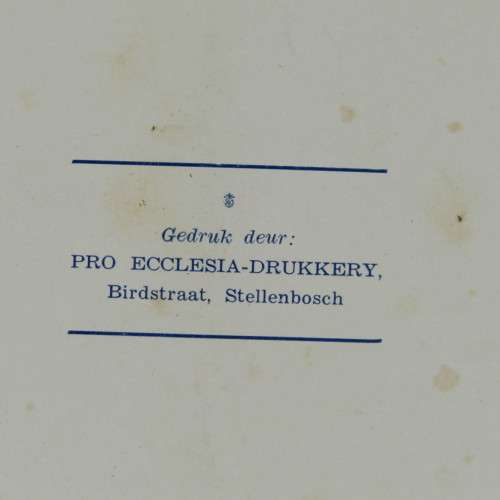 Gedruk deur:
PRO ECCLESIA-DRUKKERY,
Birdstraat, Stellenbosch